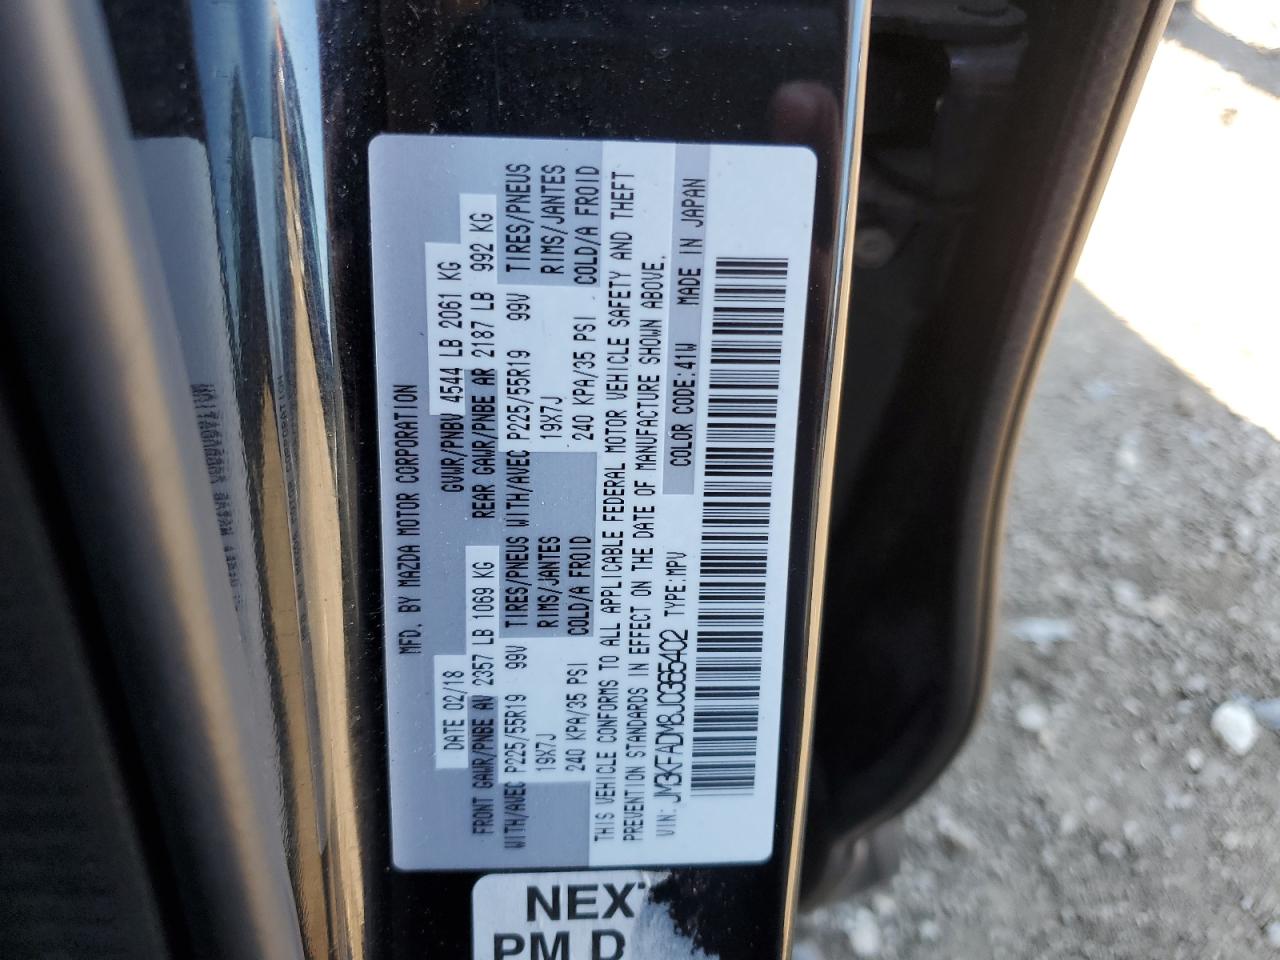 MFD. BY MAZDA MOTOR CORPORATION
DATE 02/18 GVWR/PNBV 4544 LB 2061 KG
FRONT GAWR/PNBE AV 2357 LB 1069 KG REAR GAWR/PNBE AR 2187 LB 992 KG
WITH/AVEC P225/55R19 99V TIRES/PNEUS WITH/AVEC P225/55R19 99V TIRES/PNEUS
19X7J RIMS/JANTES 19X7J RIMS/JANTES
240 KPA/35 PSI COLD/A FROID 240 KPA/35 PSI COLD/A FROID
THIS VEHICLE CONFORMS TO ALL APPLICABLE FEDERAL MOTOR VEHICLE SAFETY AND THEFT
PREVENTION STANDARDS IN EFFECT ON THE DATE OF MANUFACTURE SHOWN ABOVE.
VIN: JM3KFADM8J0365402 TYPE:MPV COLOR CODE:41W MADE IN JAPAN
NEXT
PM D